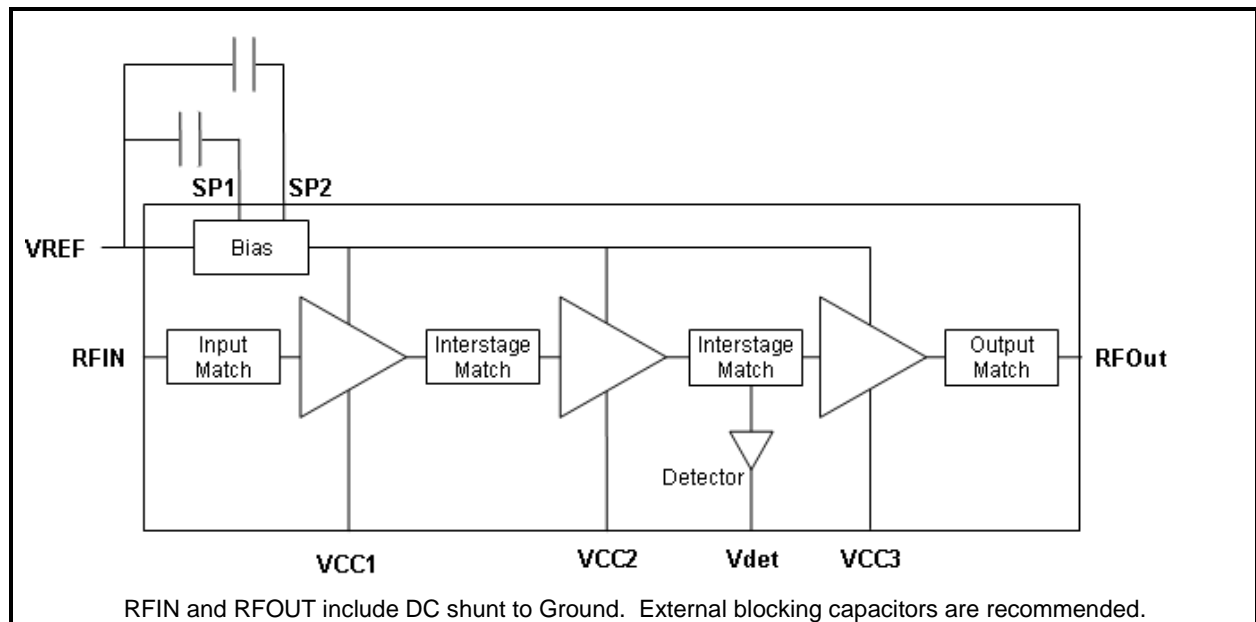 SP1 SP2
VREF
Bias
RFIN
Input
Match
Interstage
Match
Interstage
Match
Output
Match
RFOut
Detector
VCC1
VCC2
Vdet
VCC3
RFIN and RFOUT include DC shunt to Ground. External blocking capacitors are recommended.